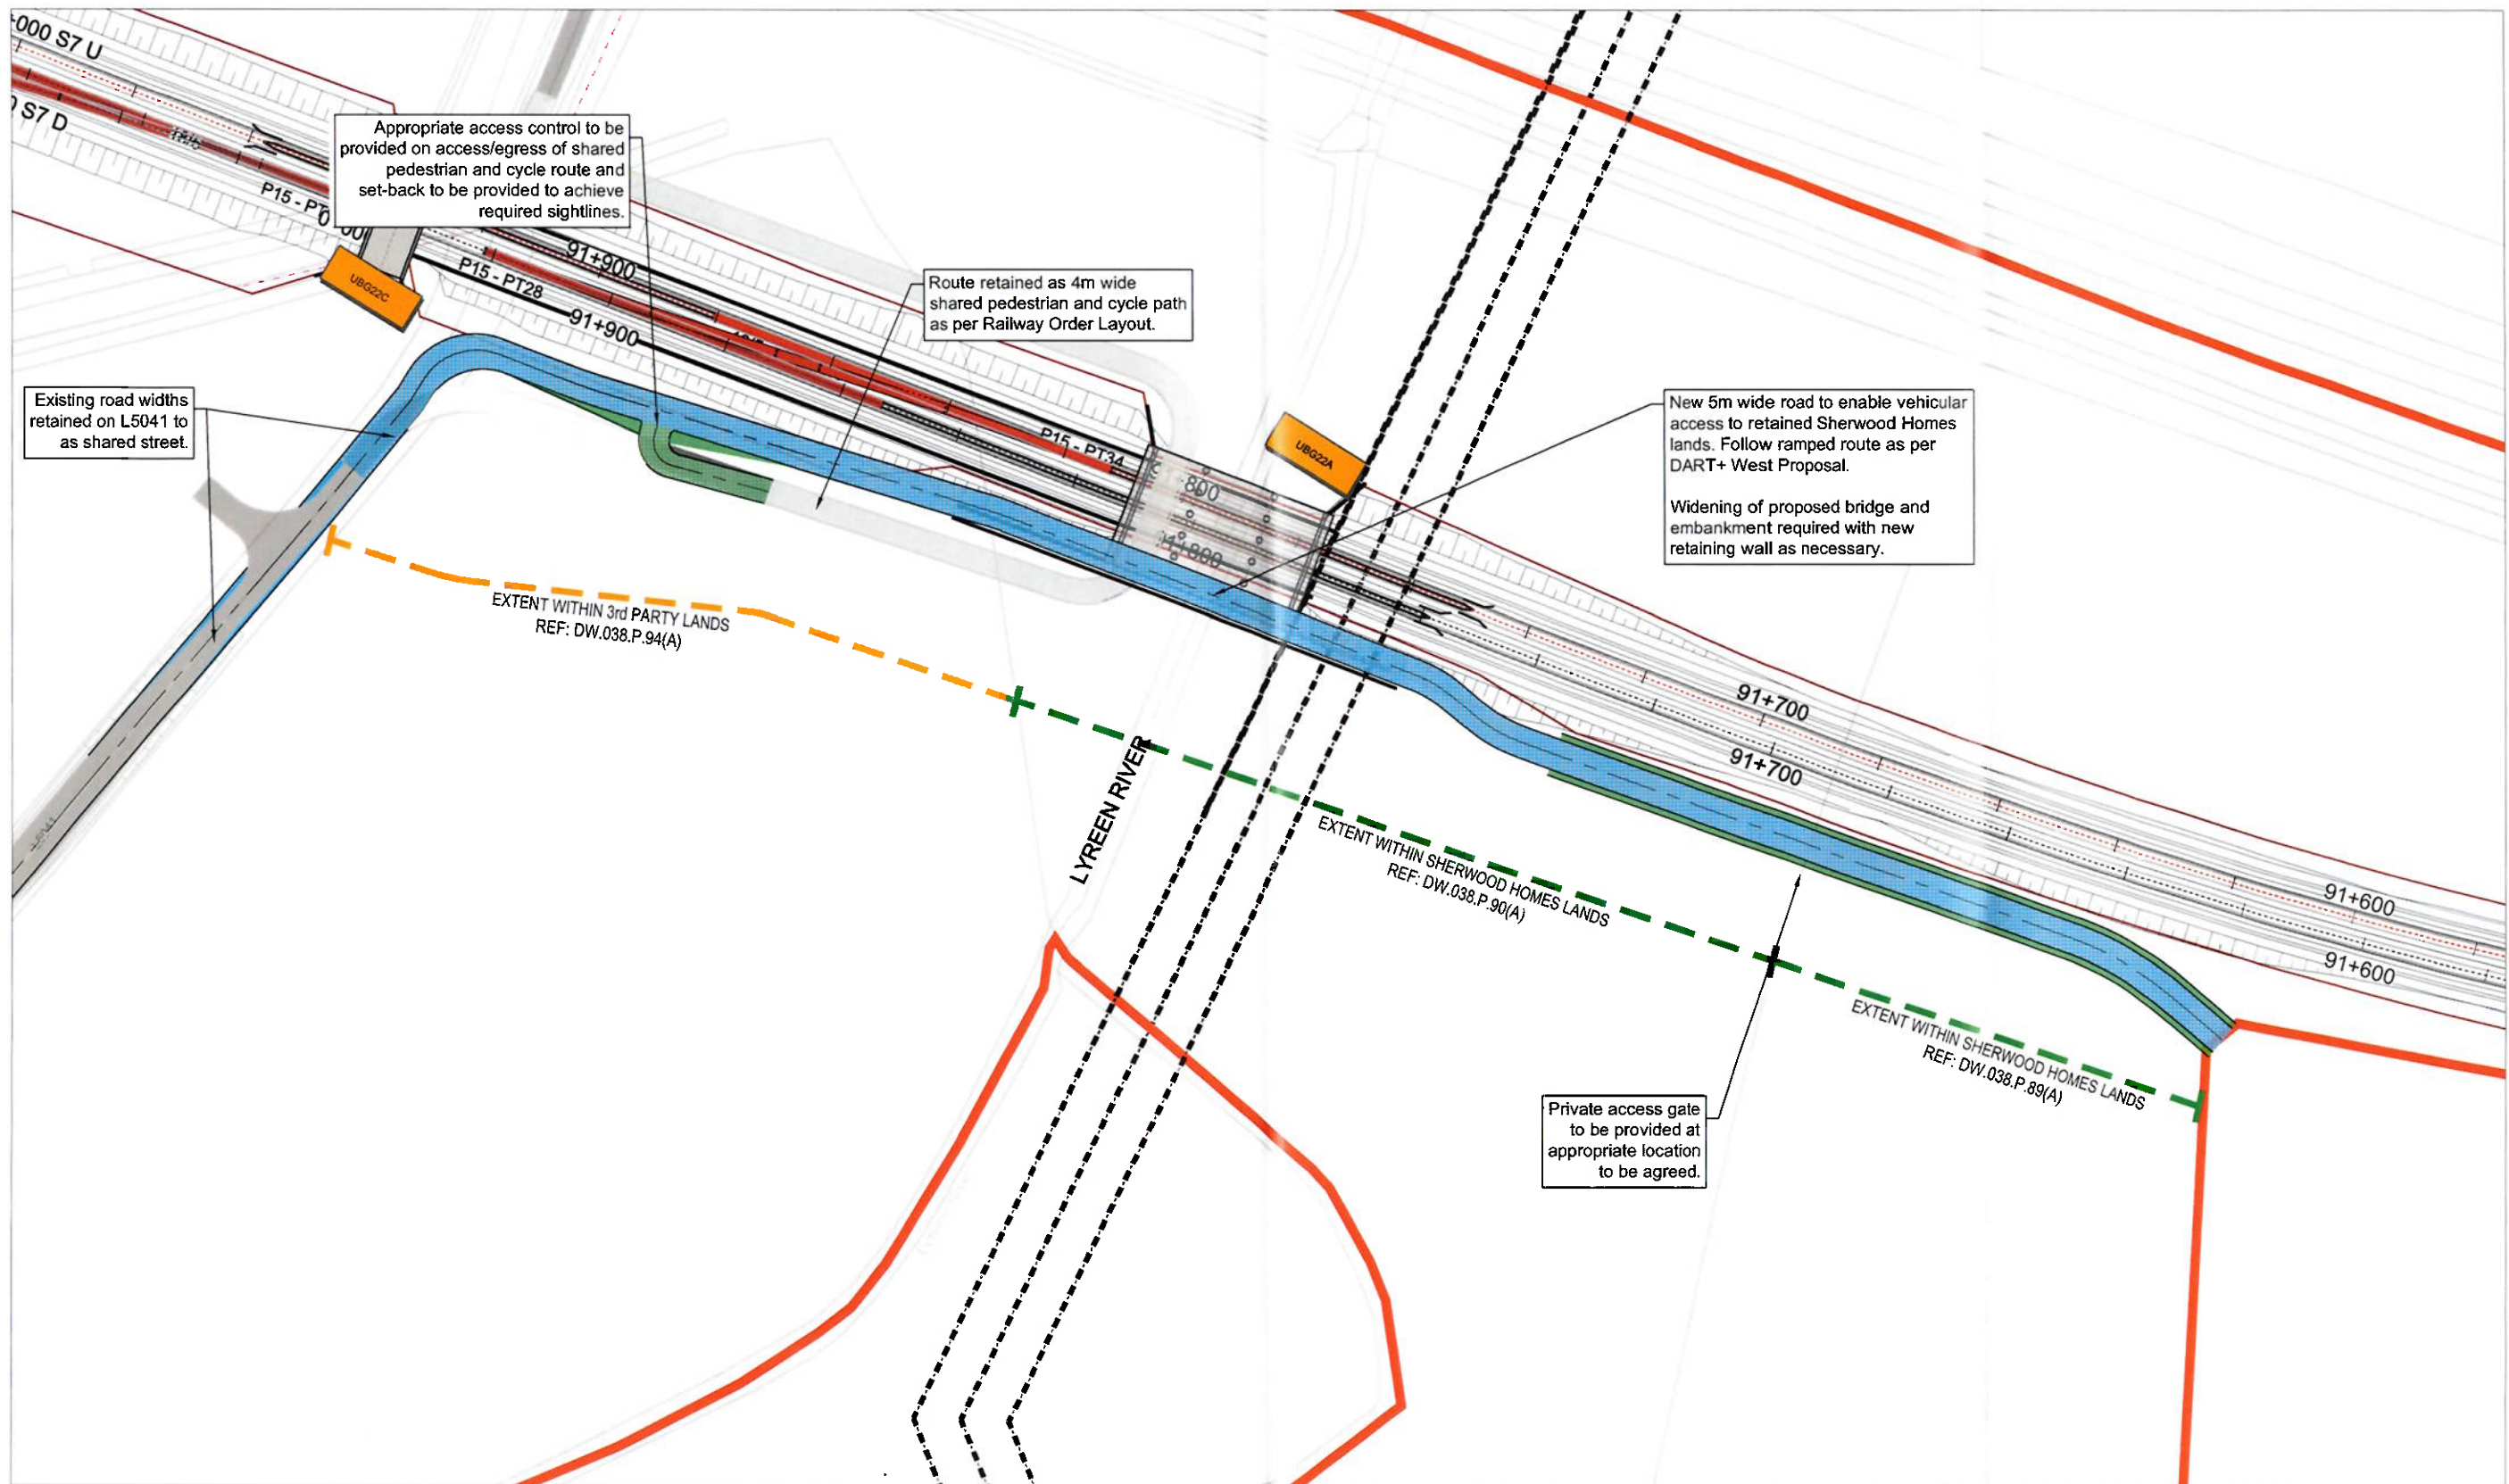 +000 S7 U
0 S7 D
Appropriate access control to be
provided on access/egress of shared
pedestrian and cycle route and
set-back to be provided to achieve
required sightlines.
P15 - PT
UBG22C
91+900
P15 - PT28
91+900
Route retained as 4m wide
shared pedestrian and cycle path
as per Railway Order Layout.
Existing road widths
retained on L5041 to
as shared street.
P15 - PT34
UBG22A
New 5m wide road to enable vehicular
access to retained Sherwood Homes
lands. Follow ramped route as per
DART+ West Proposal.
Widening of proposed bridge and
embankment required with new
retaining wall as necessary.
EXTENT WITHIN 3rd PARTY LANDS
REF: DW.038.P.94(A)
LYREEN RIVER
91+700
91+700
EXTENT WITHIN SHERWOOD HOMES LANDS
REF: DW.038.P.90(A)
91+600
91+600
EXTENT WITHIN SHERWOOD HOMES LANDS
REF: DW.038.P.89(A)
Private access gate
to be provided at
appropriate location
to be agreed.